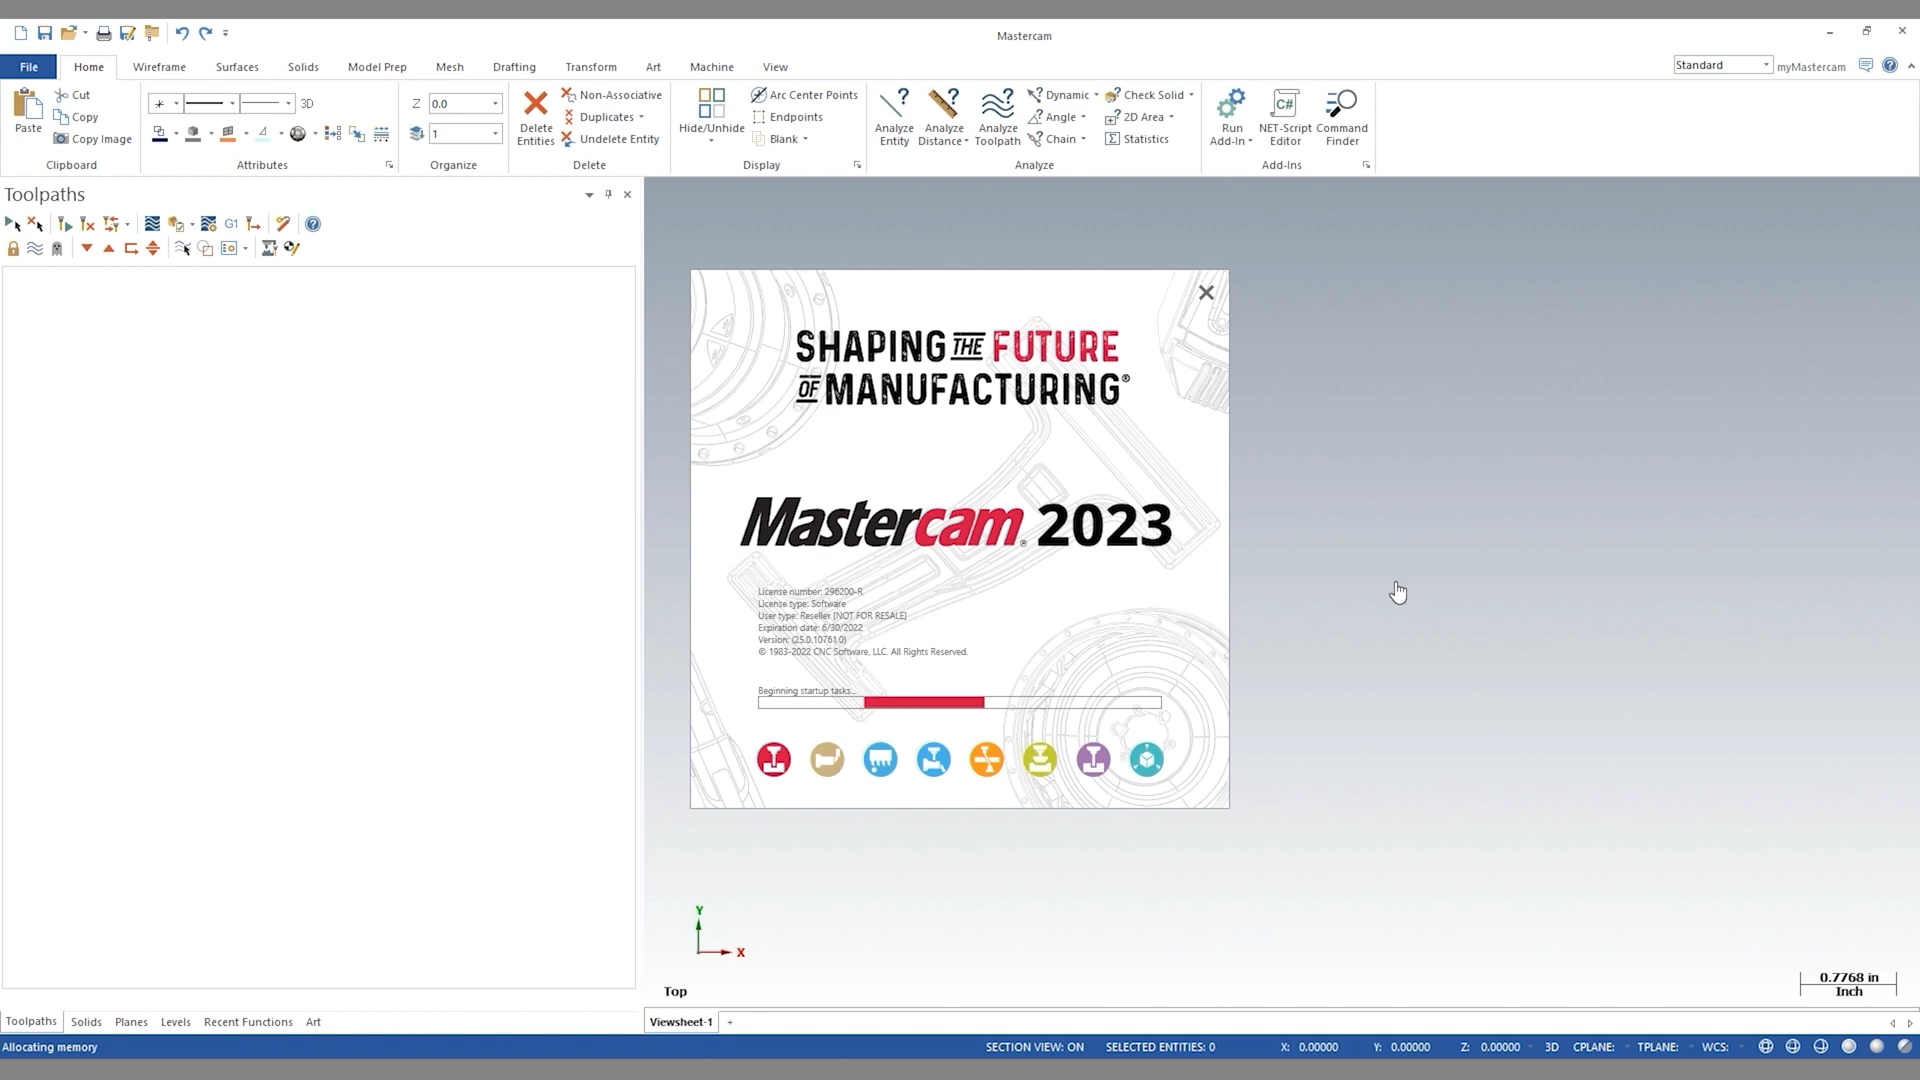 Mastercam
File Home Wireframe Surfaces Solids Model Prep Mesh Drafting Transform Art Machine View
Standard myMastercam
Paste
Cut
Copy
Copy Image
Clipboard
3D
Attributes
Z 0.0
1
Organize
Delete Entities
Non-Associative
Duplicates
Undelete Entity
Delete
Hide/Unhide
Arc Center Points
Endpoints
Blank
Display
Analyze Entity
Analyze Distance
Analyze Toolpath
Dynamic
Angle
Chain
Check Solid
2D Area
Statistics
Analyze
Run Add-In
C#
NET-Script Editor
Command Finder
Add-Ins
Toolpaths
G1
SHAPING THE FUTURE
OF MANUFACTURING®
Mastercam® 2023
License number: 296200-R
License type: Software
User type: Reseller [NOT FOR RESALE]
Expiration date: 6/30/2022
Version: (25.0.10761.0)
© 1983-2022 CNC Software, LLC. All Rights Reserved.
Beginning startup tasks...
Y
X
Top
0.7768 in
Inch
Toolpaths Solids Planes Levels Recent Functions Art
Viewsheet-1 +
Allocating memory
SECTION VIEW: ON SELECTED ENTITIES: 0 X: 0.00000 Y: 0.00000 Z: 0.00000 3D CPLANE: TPLANE: WCS: